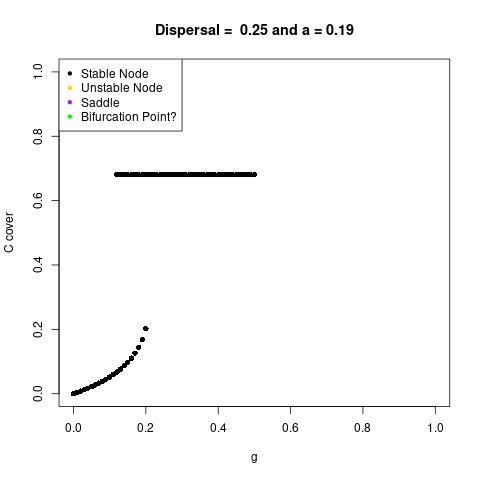 Dispersal =  0.25 and a = 0.19
Stable Node
Unstable Node
Saddle
Bifurcation Point?
C cover
1.0
0.8
0.6
0.4
0.2
0.0
0.0 0.2 0.4 0.6 0.8 1.0
g